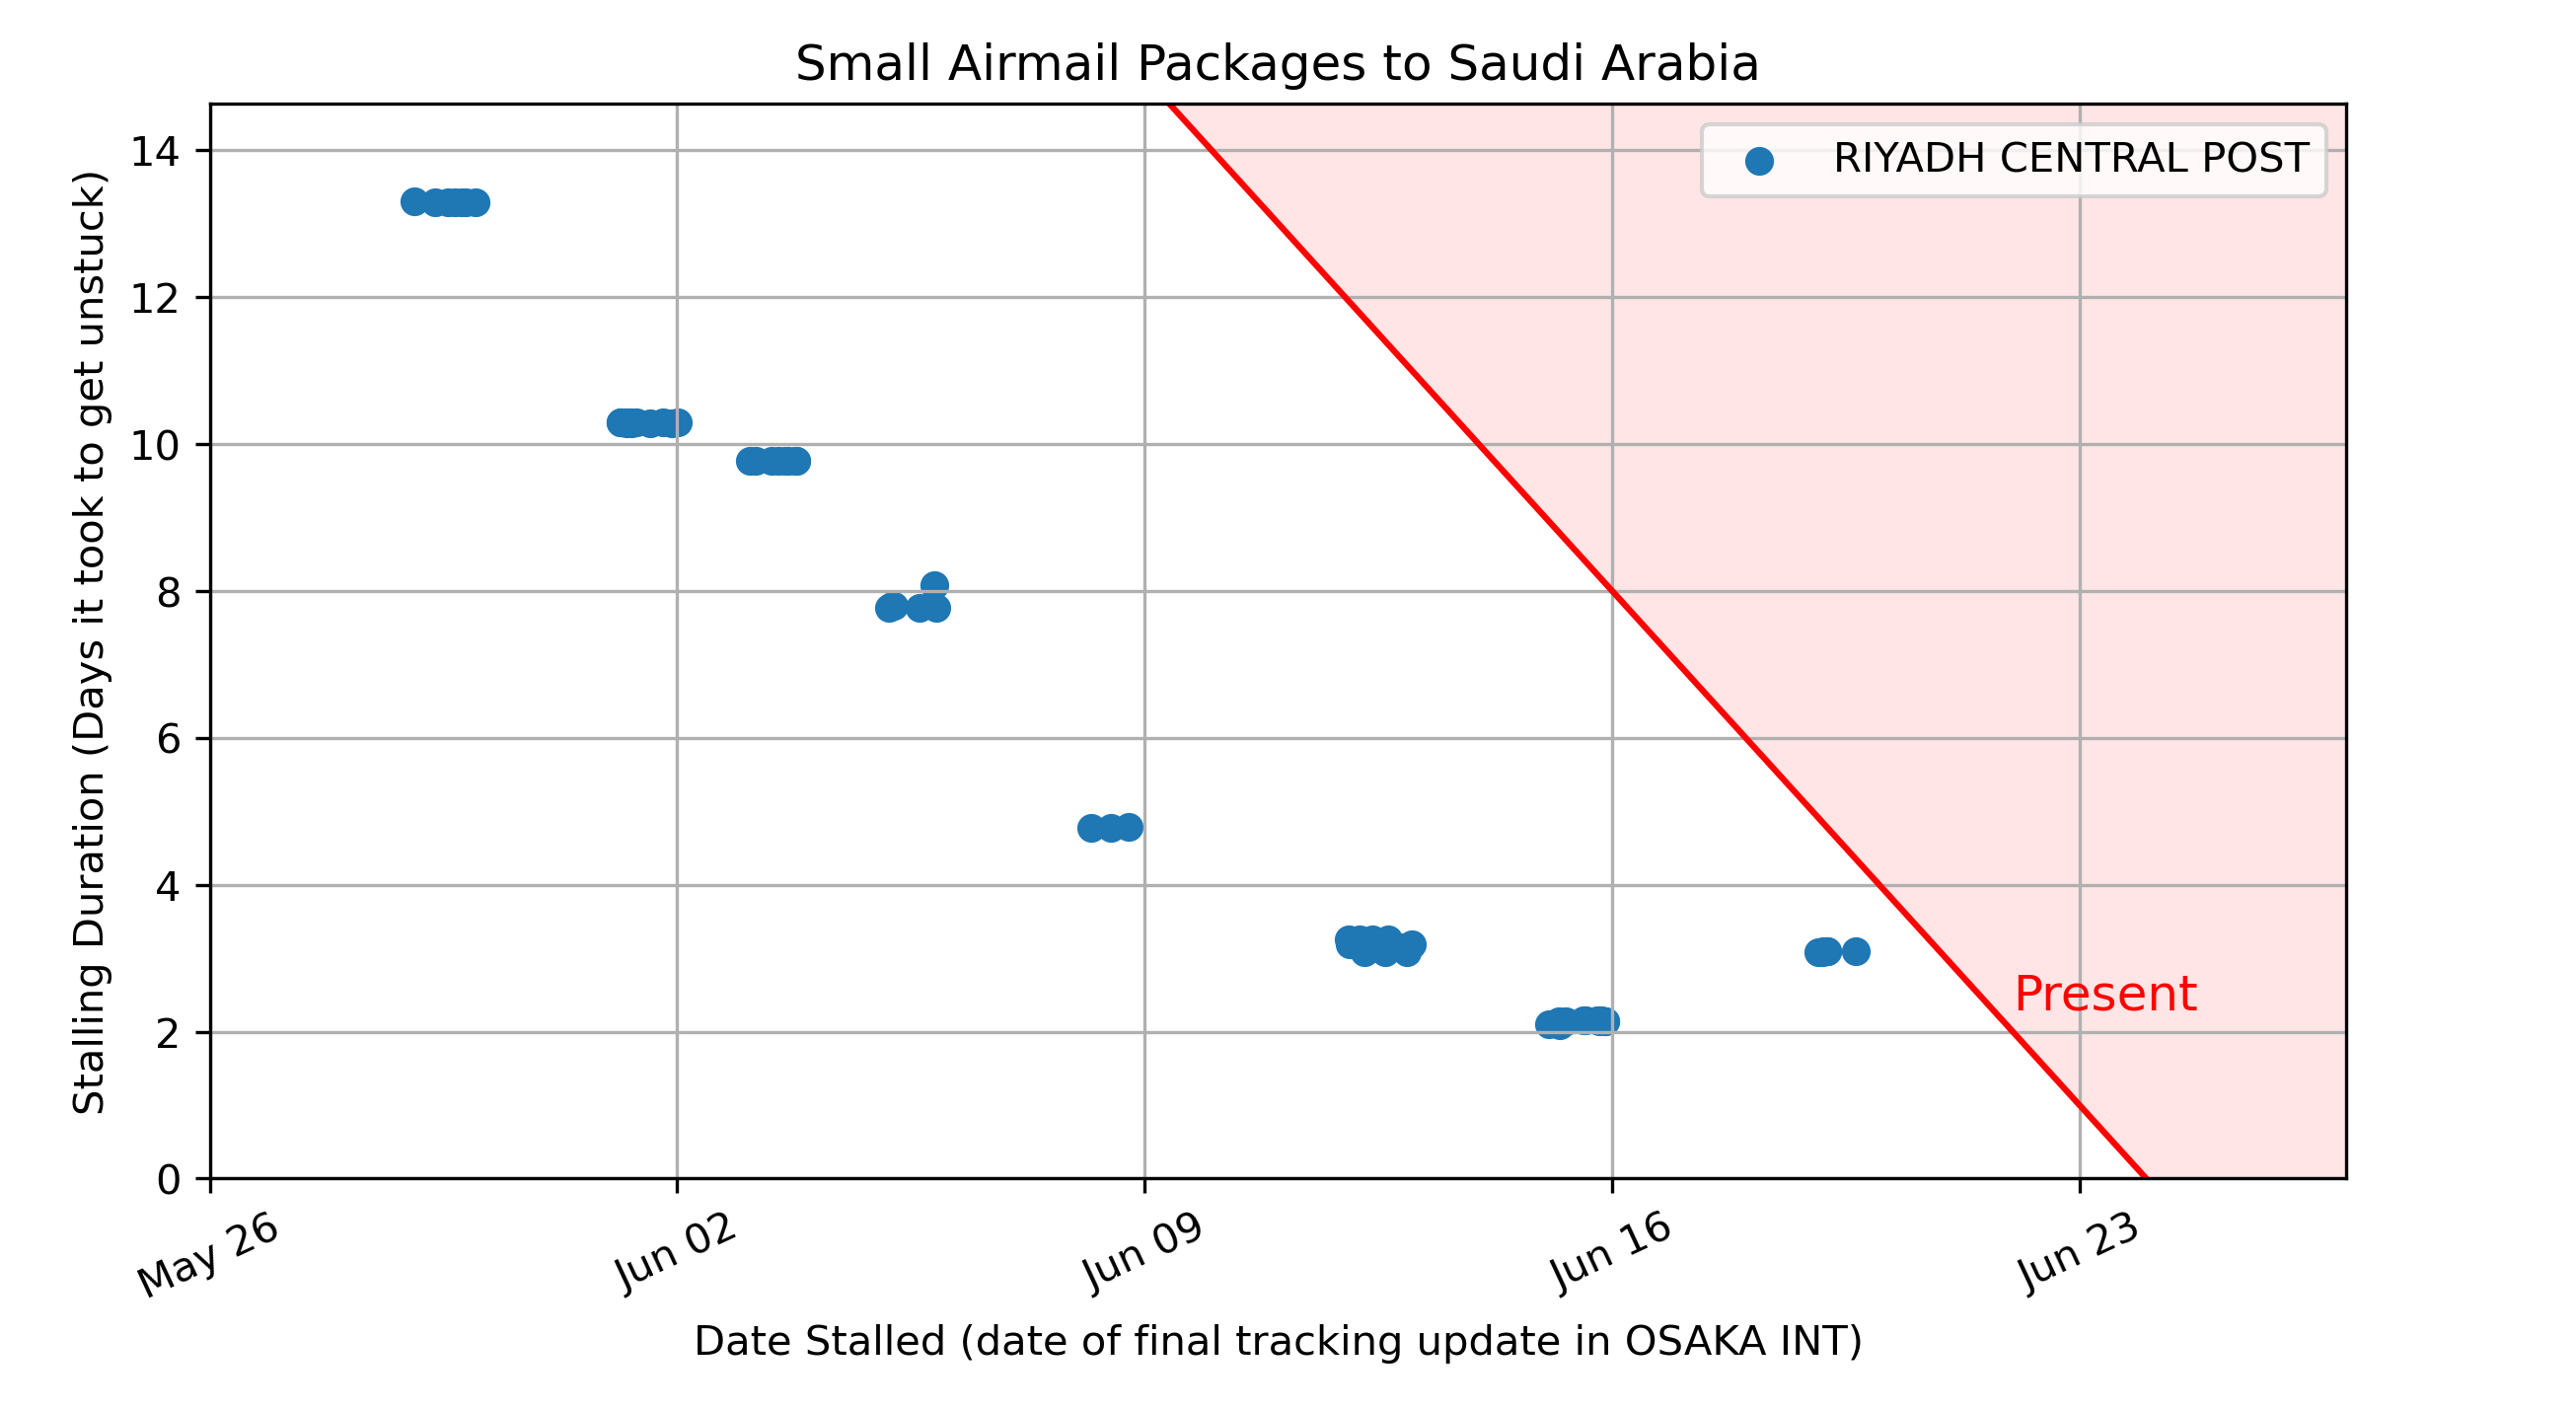 Small Airmail Packages to Saudi Arabia
RIYADH CENTRAL POST
Stalling Duration (Days it took to get unstuck)
14
12
10
8
6
4
2
0
Present
May 26
Jun 02
Jun 09
Jun 16
Jun 23
Date Stalled (date of final tracking update in OSAKA INT)